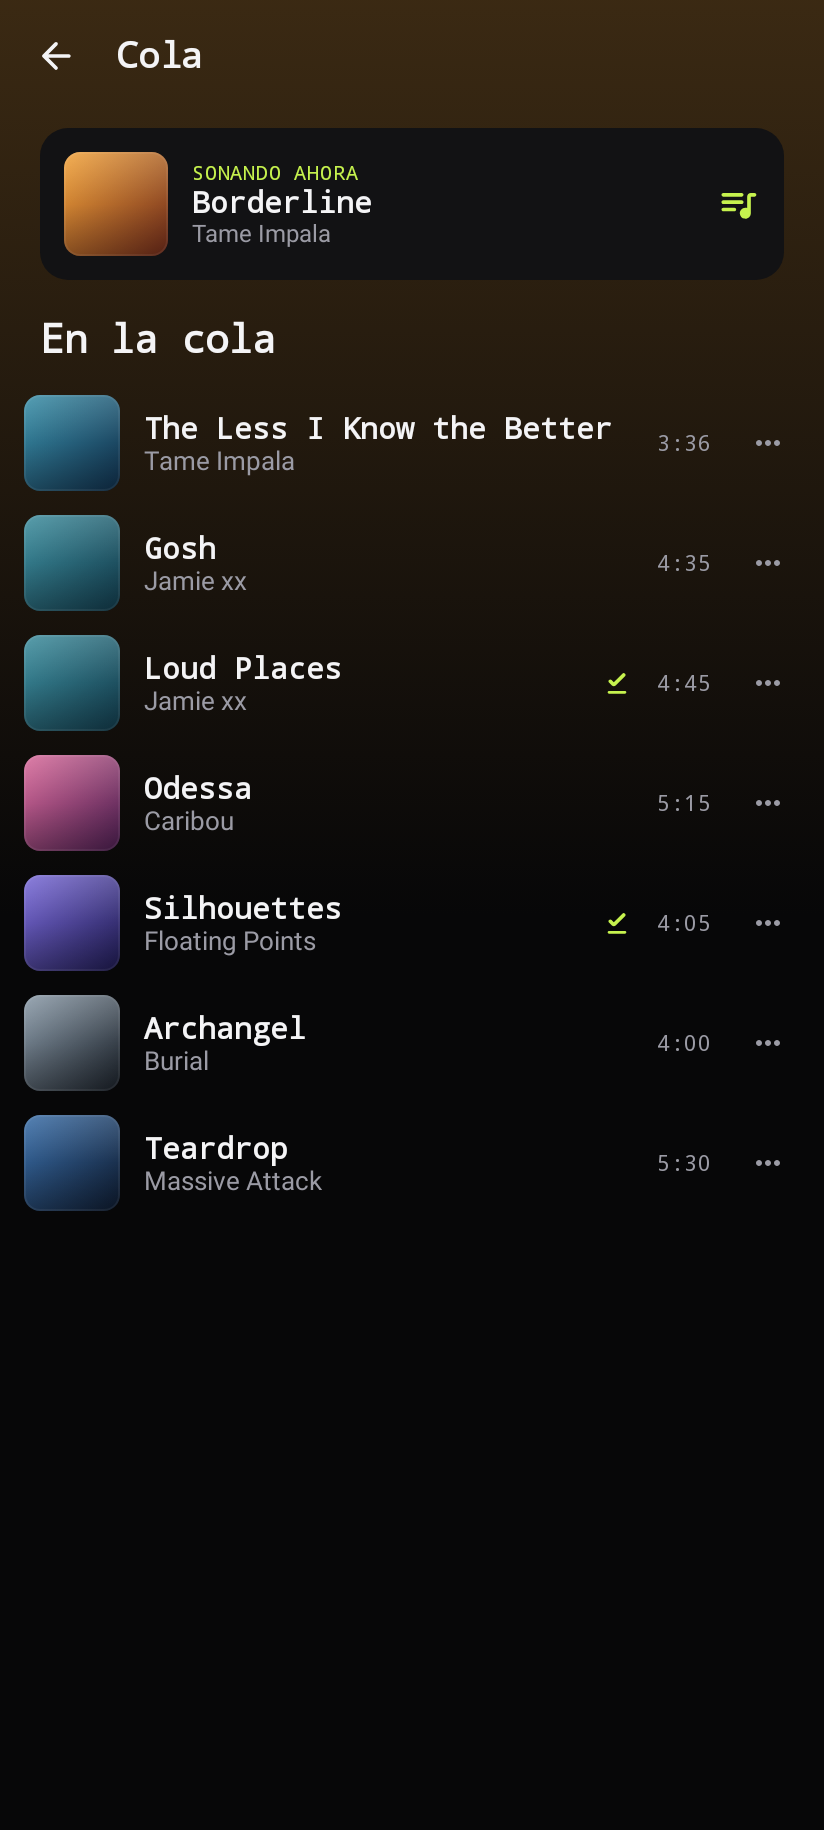 Cola
SONANDO AHORA
Borderline
Tame Impala
En la cola
The Less I Know the Better
Tame Impala
3:36
Gosh
Jamie xx
4:35
Loud Places
Jamie xx
4:45
Odessa
Caribou
5:15
Silhouettes
Floating Points
4:05
Archangel
Burial
4:00
Teardrop
Massive Attack
5:30